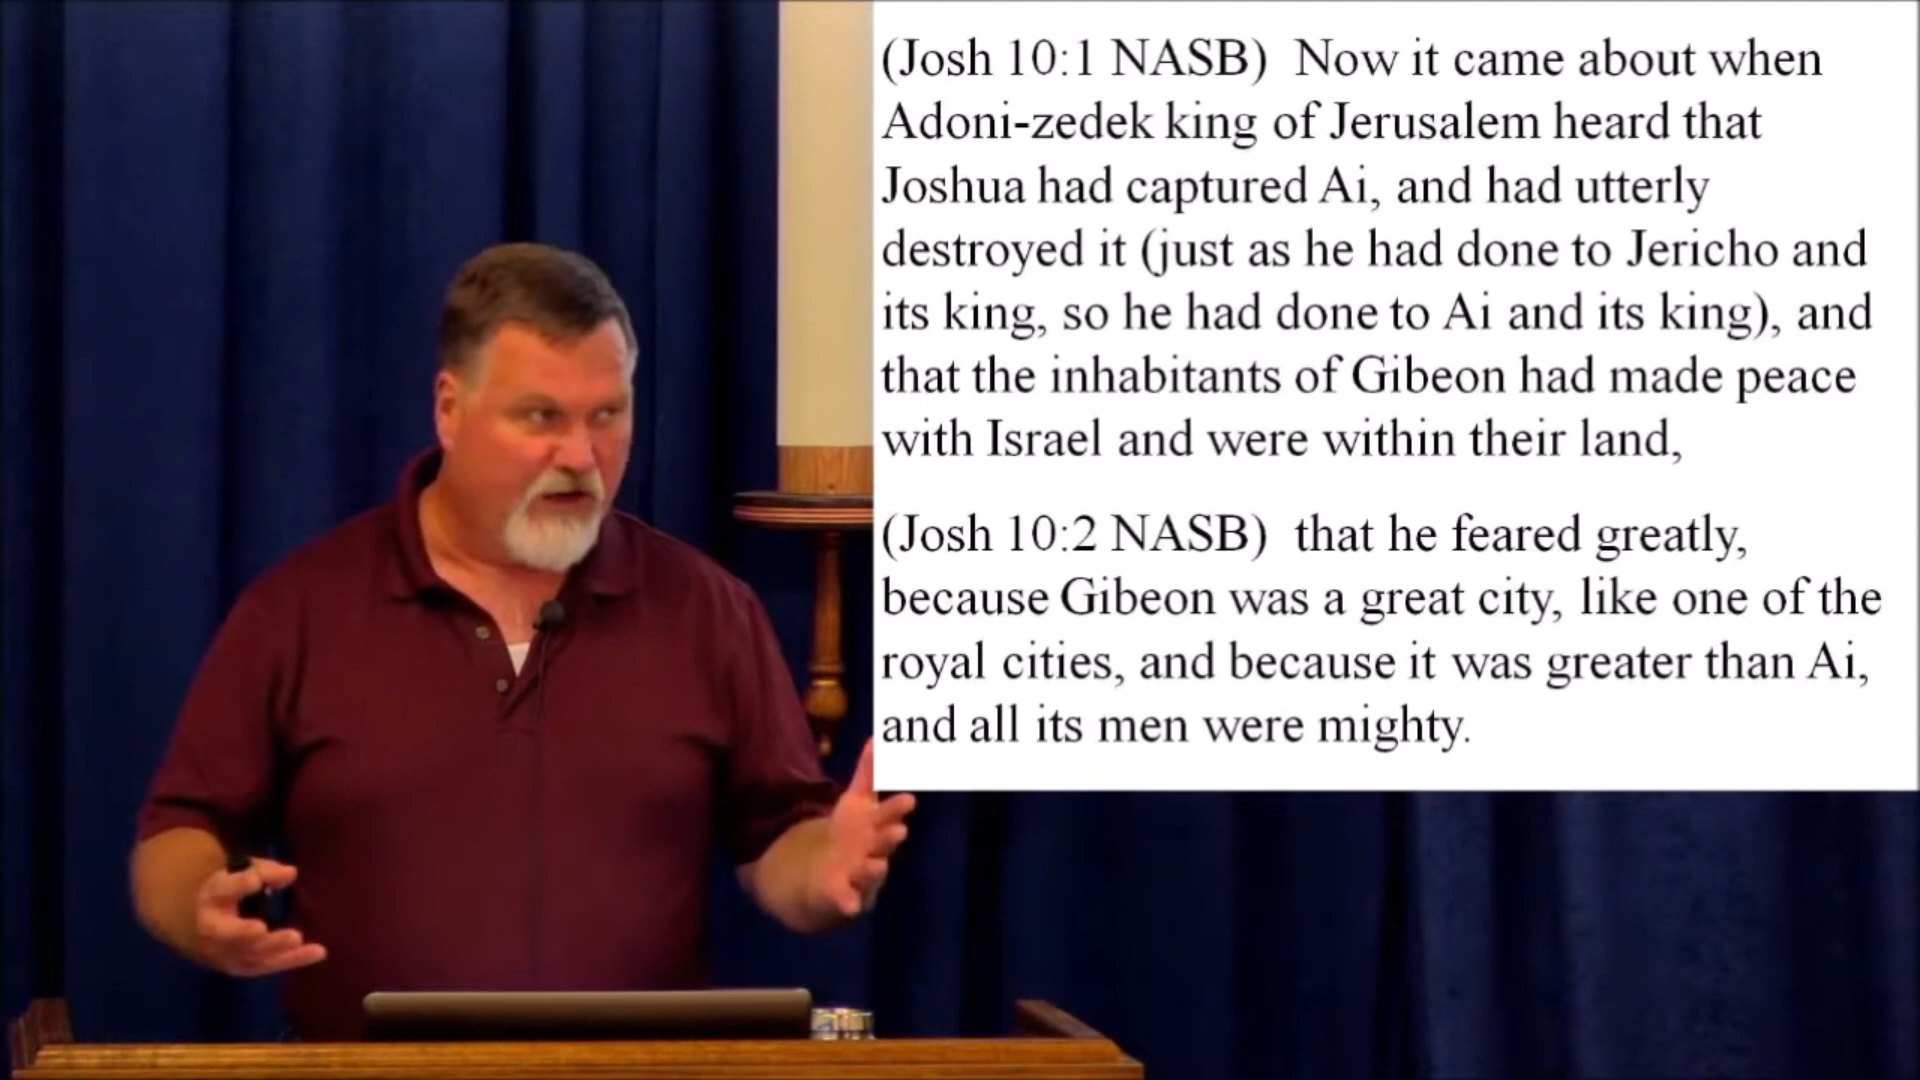 (Josh 10:1 NASB)  Now it came about when
Adoni-zedek king of Jerusalem heard that
Joshua had captured Ai, and had utterly
destroyed it (just as he had done to Jericho and
its king, so he had done to Ai and its king), and
that the inhabitants of Gibeon had made peace
with Israel and were within their land,
(Josh 10:2 NASB)  that he feared greatly,
because Gibeon was a great city, like one of the
royal cities, and because it was greater than Ai,
and all its men were mighty.